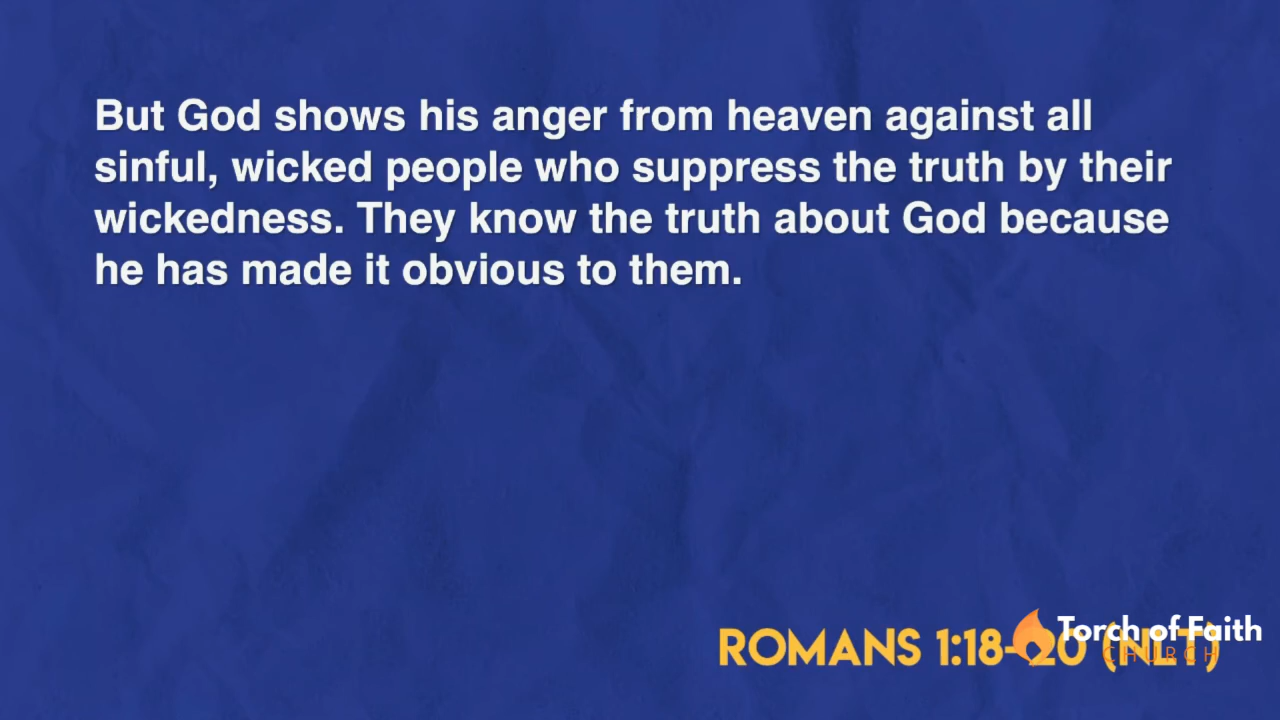 But God shows his anger from heaven against all
sinful, wicked people who suppress the truth by their
wickedness. They know the truth about God because
he has made it obvious to them.
ROMANS 1:18-20 (NLT)
Torch of Faith
CHURCH